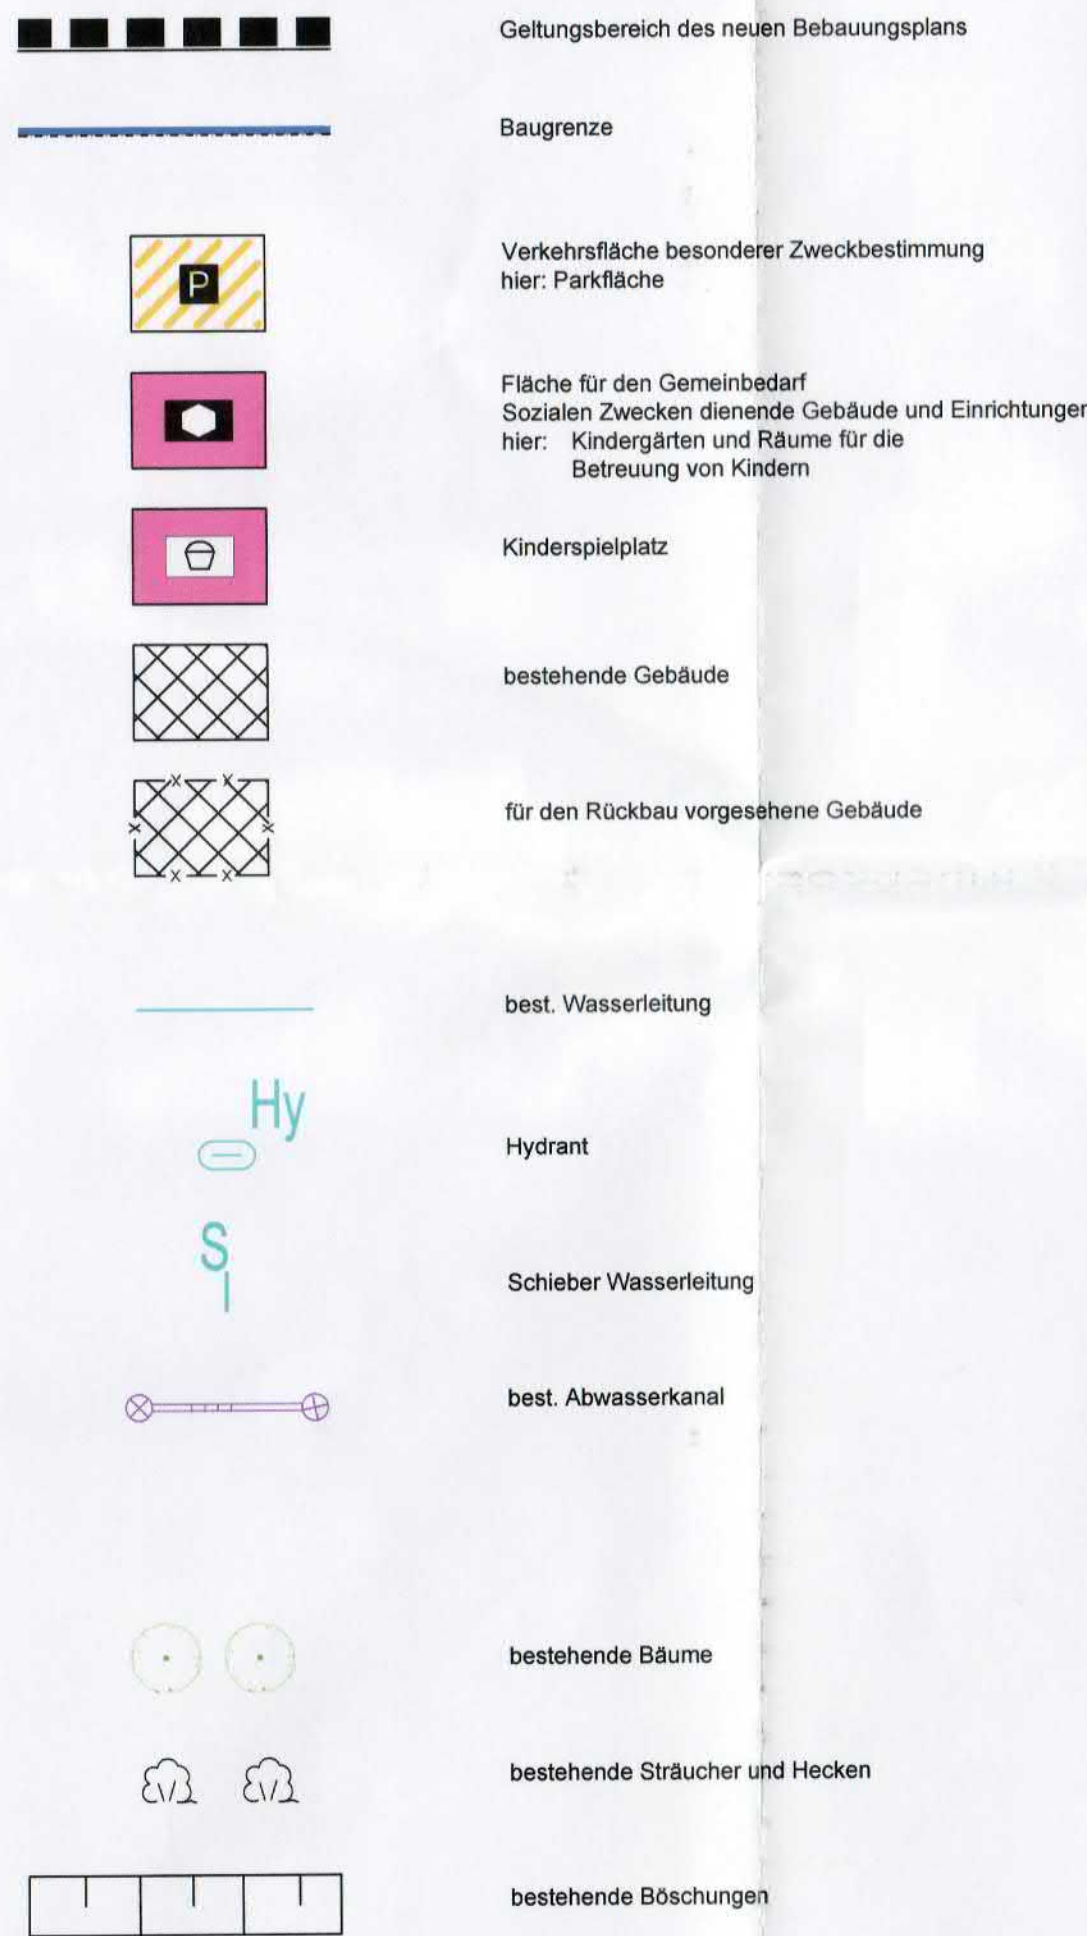 Geltungsbereich des neuen Bebauungsplans
Baugrenze
P
Verkehrsfläche besonderer Zweckbestimmung
hier: Parkfläche
Fläche für den Gemeinbedarf
Sozialen Zwecken dienende Gebäude und Einrichtungen
hier: Kindergärten und Räume für die
Betreuung von Kindern
Kinderspielplatz
bestehende Gebäude
für den Rückbau vorgesehene Gebäude
best. Wasserleitung
Hy
Hydrant
S
Schieber Wasserleitung
best. Abwasserkanal
bestehende Bäume
bestehende Sträucher und Hecken
bestehende Böschungen